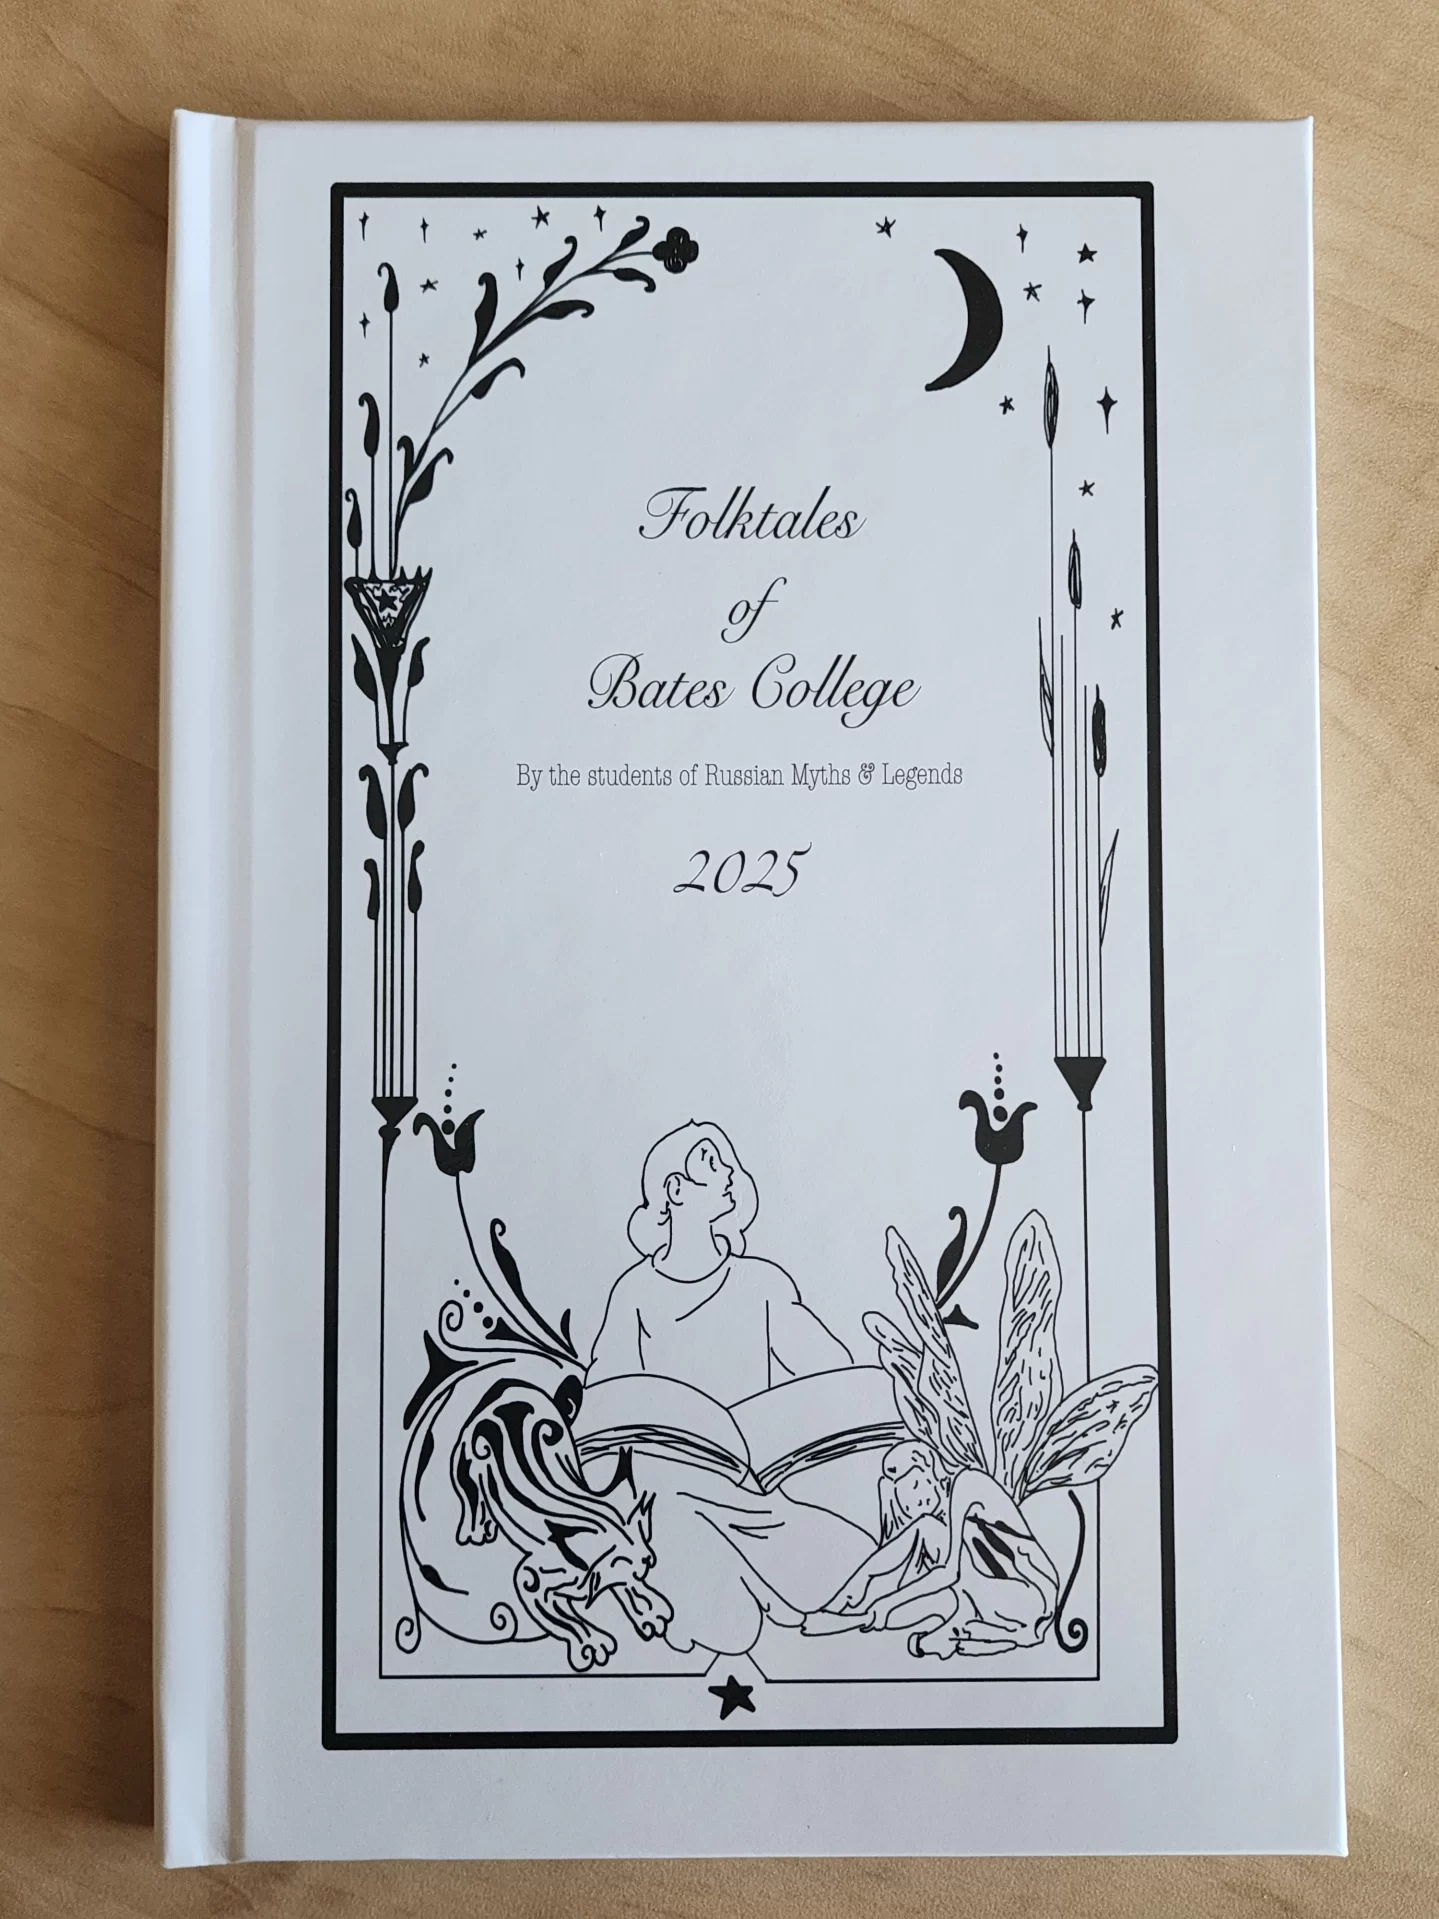 Folktales
of
Bates College
By the students of Russian Myths & Legends
2025